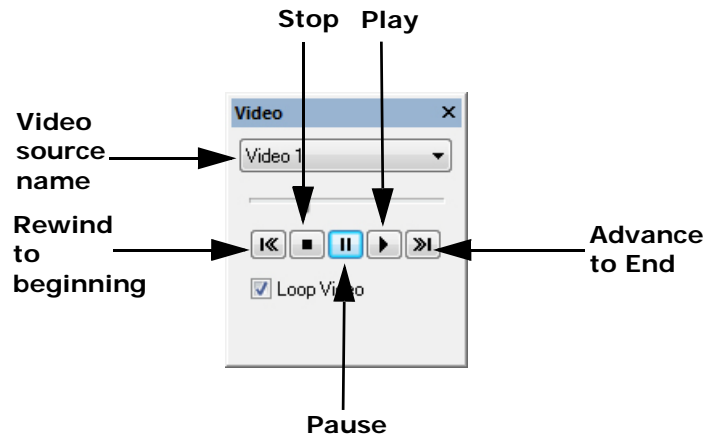 Stop Play
Video
Video
source
name
Video 1
Rewind
to
beginning
Advance
to End
Loop Video
Pause